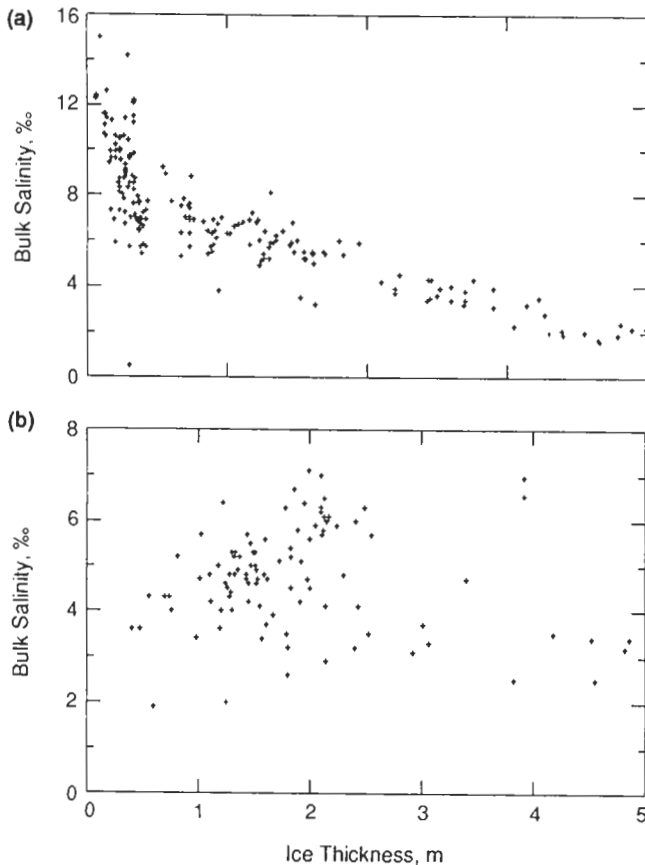 (a)
16
12
8
4
0
Bulk Salinity, ‰
(b)
8
6
4
2
0
Bulk Salinity, ‰
0 1 2 3 4 5
Ice Thickness, m